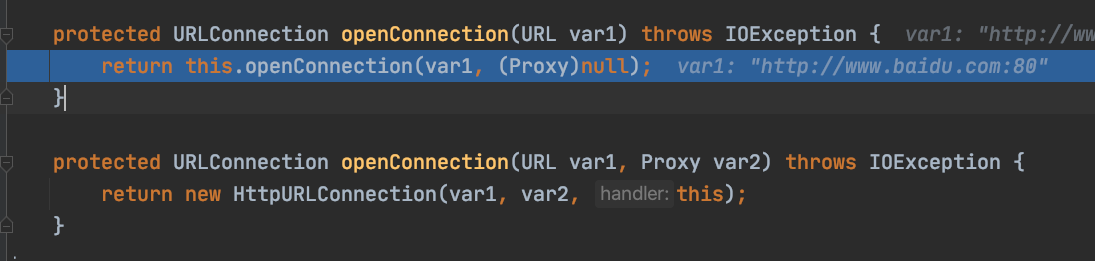 protected URLConnection openConnection(URL var1) throws IOException { var1: "http://ww
return this.openConnection(var1, (Proxy)null); var1: "http://www.baidu.com:80"
}
protected URLConnection openConnection(URL var1, Proxy var2) throws IOException {
return new HttpURLConnection(var1, var2, handler: this);
}